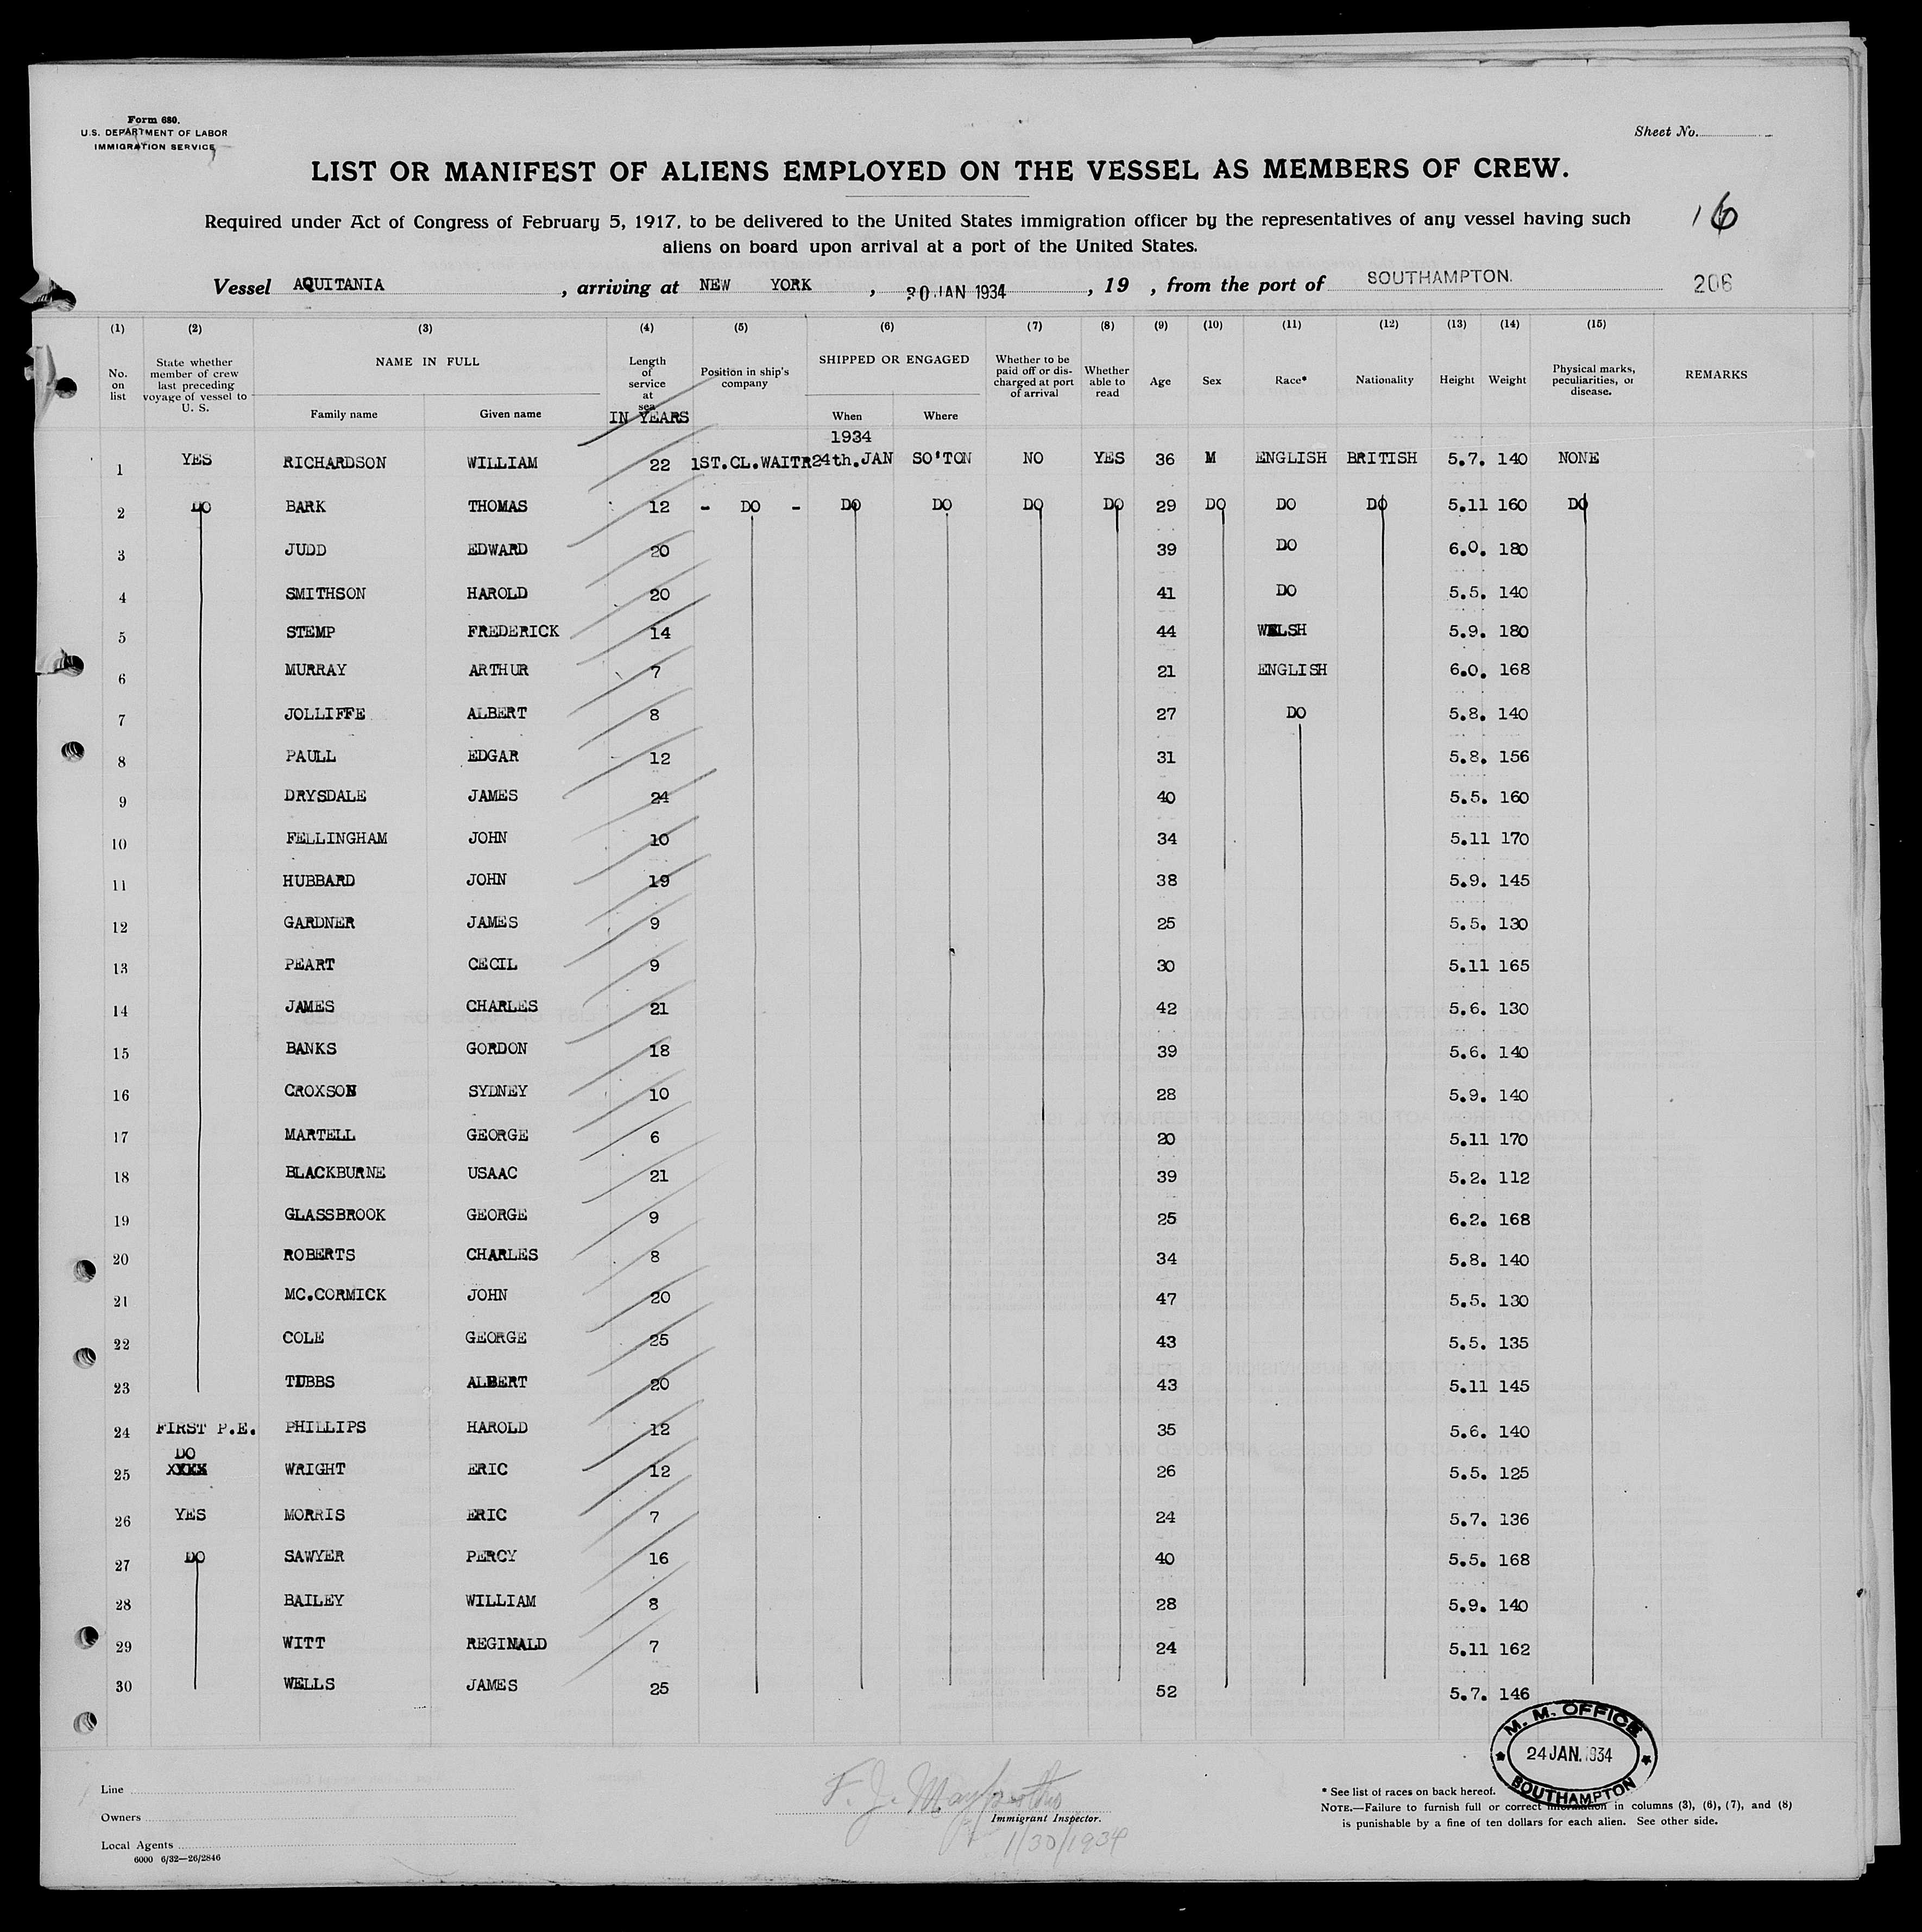 Form 680.
U.S. DEPARTMENT OF LABOR
IMMIGRATION SERVICE
Sheet No.
LIST OR MANIFEST OF ALIENS EMPLOYED ON THE VESSEL AS MEMBERS OF CREW.
Required under Act of Congress of February 5, 1917, to be delivered to the United States immigration officer by the representatives of any vessel having such
aliens on board upon arrival at a port of the United States.
16
Vessel AQUITANIA, arriving at NEW YORK, 30 JAN 1934, 19 , from the port of SOUTHAMPTON. 206
(1) (2) (3) (4) (5) (6) (7) (8) (9) (10) (11) (12) (13) (14) (15)
No. on list State whether member of crew last preceding voyage of vessel to U. S. NAME IN FULL Family name Given name Length of service at sea IN YEARS Position in ship's company SHIPPED OR ENGAGED When Where Whether to be paid off or discharged at port of arrival Whether able to read Age Sex Race* Nationality Height Weight Physical marks, peculiarities, or disease. REMARKS
1934
1 YES RICHARDSON WILLIAM 22 1ST.CL.WAITR 24th.JAN SO'TON NO YES 36 M ENGLISH BRITISH 5.7. 140 NONE
2 DO BARK THOMAS 12 - DO - DO DO DO DO 29 DO DO DO 5.11 160 DO
3 JUDD EDWARD 20 39 DO 6.0. 180
4 SMITHSON HAROLD 20 41 DO 5.5. 140
5 STEMP FREDERICK 14 44 WELSH 5.9. 180
6 MURRAY ARTHUR 7 21 ENGLISH 6.0. 168
7 JOLLIFFE ALBERT 8 27 DO 5.8. 140
8 PAULL EDGAR 12 31 5.8. 156
9 DRYSDALE JAMES 24 40 5.5. 160
10 FELLINGHAM JOHN 10 34 5.11 170
11 HUBBARD JOHN 19 38 5.9. 145
12 GARDNER JAMES 9 25 5.5. 130
13 PEART CECIL 9 30 5.11 165
14 JAMES CHARLES 21 42 5.6. 130
15 BANKS GORDON 18 39 5.6. 140
16 CROXSON SYDNEY 10 28 5.9. 140
17 MARTELL GEORGE 6 20 5.11 170
18 BLACKBURNE USAAC 21 39 5.2. 112
19 GLASSBROOK GEORGE 9 25 6.2. 168
20 ROBERTS CHARLES 8 34 5.8. 140
21 MC.CORMICK JOHN 20 47 5.5. 130
22 COLE GEORGE 25 43 5.5. 135
23 TUBBS ALBERT 20 43 5.11 145
24 FIRST P.E. PHILLIPS HAROLD 12 35 5.6. 140
DO
25 XXXX WRIGHT ERIC 12 26 5.5. 125
26 YES MORRIS ERIC 7 24 5.7. 136
27 DO SAWYER PERCY 16 40 5.5. 168
28 BAILEY WILLIAM 8 28 5.9. 140
29 WITT REGINALD 7 24 5.11 162
30 WELLS JAMES 25 52 5.7. 146
M. M. OFFICE
24 JAN. 1934
SOUTHAMPTON
Line
Owners
Local Agents
6000 6/32—26/2846
F. J.
Immigrant Inspector.
1/30/1934
* See list of races on back hereof.
NOTE.—Failure to furnish full or correct information in columns (3), (6), (7), and (8)
is punishable by a fine of ten dollars for each alien. See other side.